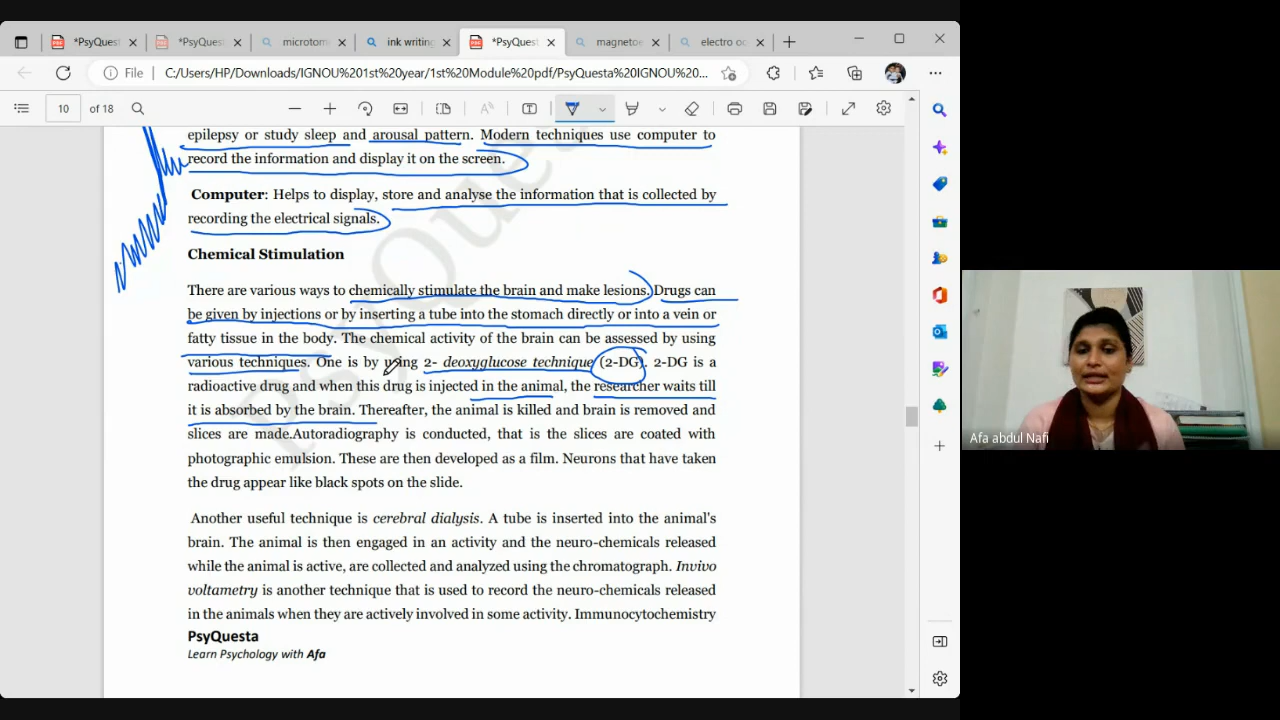 *PsyQuest
*PsyQuest
microtom
ink writing
*PsyQuest
magnetoe
electro oc
File
C:/Users/HP/Downloads/IGNOU%201st%20year/1st%20Module%20pdf/PsyQuesta%20IGNOU%20...
10 of 18
epilepsy or study sleep and arousal pattern. Modern techniques use computer to
record the information and display it on the screen.
Computer: Helps to display, store and analyse the information that is collected by
recording the electrical signals.
Chemical Stimulation
There are various ways to chemically stimulate the brain and make lesions. Drugs can
be given by injections or by inserting a tube into the stomach directly or into a vein or
fatty tissue in the body. The chemical activity of the brain can be assessed by using
various techniques. One is by using 2- deoxyglucose technique (2-DG). 2-DG is a
radioactive drug and when this drug is injected in the animal, the researcher waits till
it is absorbed by the brain. Thereafter, the animal is killed and brain is removed and
slices are made.Autoradiography is conducted, that is the slices are coated with
photographic emulsion. These are then developed as a film. Neurons that have taken
the drug appear like black spots on the slide.
Another useful technique is cerebral dialysis. A tube is inserted into the animal's
brain. The animal is then engaged in an activity and the neuro-chemicals released
while the animal is active, are collected and analyzed using the chromatograph. Invivo
voltametry is another technique that is used to record the neuro-chemicals released
in the animals when they are actively involved in some activity. Immunocytochemistry
PsyQuesta
Learn Psychology with Afa
Afa abdul Nafi